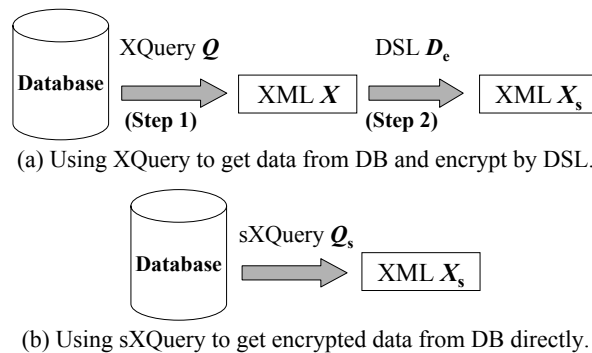 XQuery Q
DSL De
Database
XML X
XML Xs
(Step 1)
(Step 2)
(a) Using XQuery to get data from DB and encrypt by DSL.
sXQuery Qs
Database
XML Xs
(b) Using sXQuery to get encrypted data from DB directly.